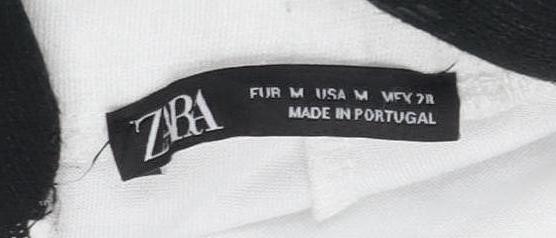 ZARA
EUR M USA M MEX 28
MADE IN PORTUGAL